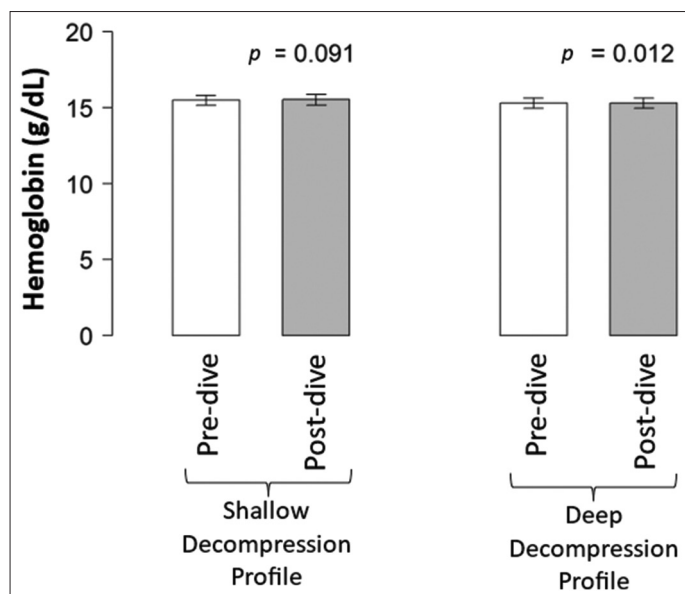 Hemoglobin (g/dL)
20
15
10
5
0
p = 0.091
p = 0.012
Pre-dive
Post-dive
Pre-dive
Post-dive
Shallow
Decompression
Profile
Deep
Decompression
Profile